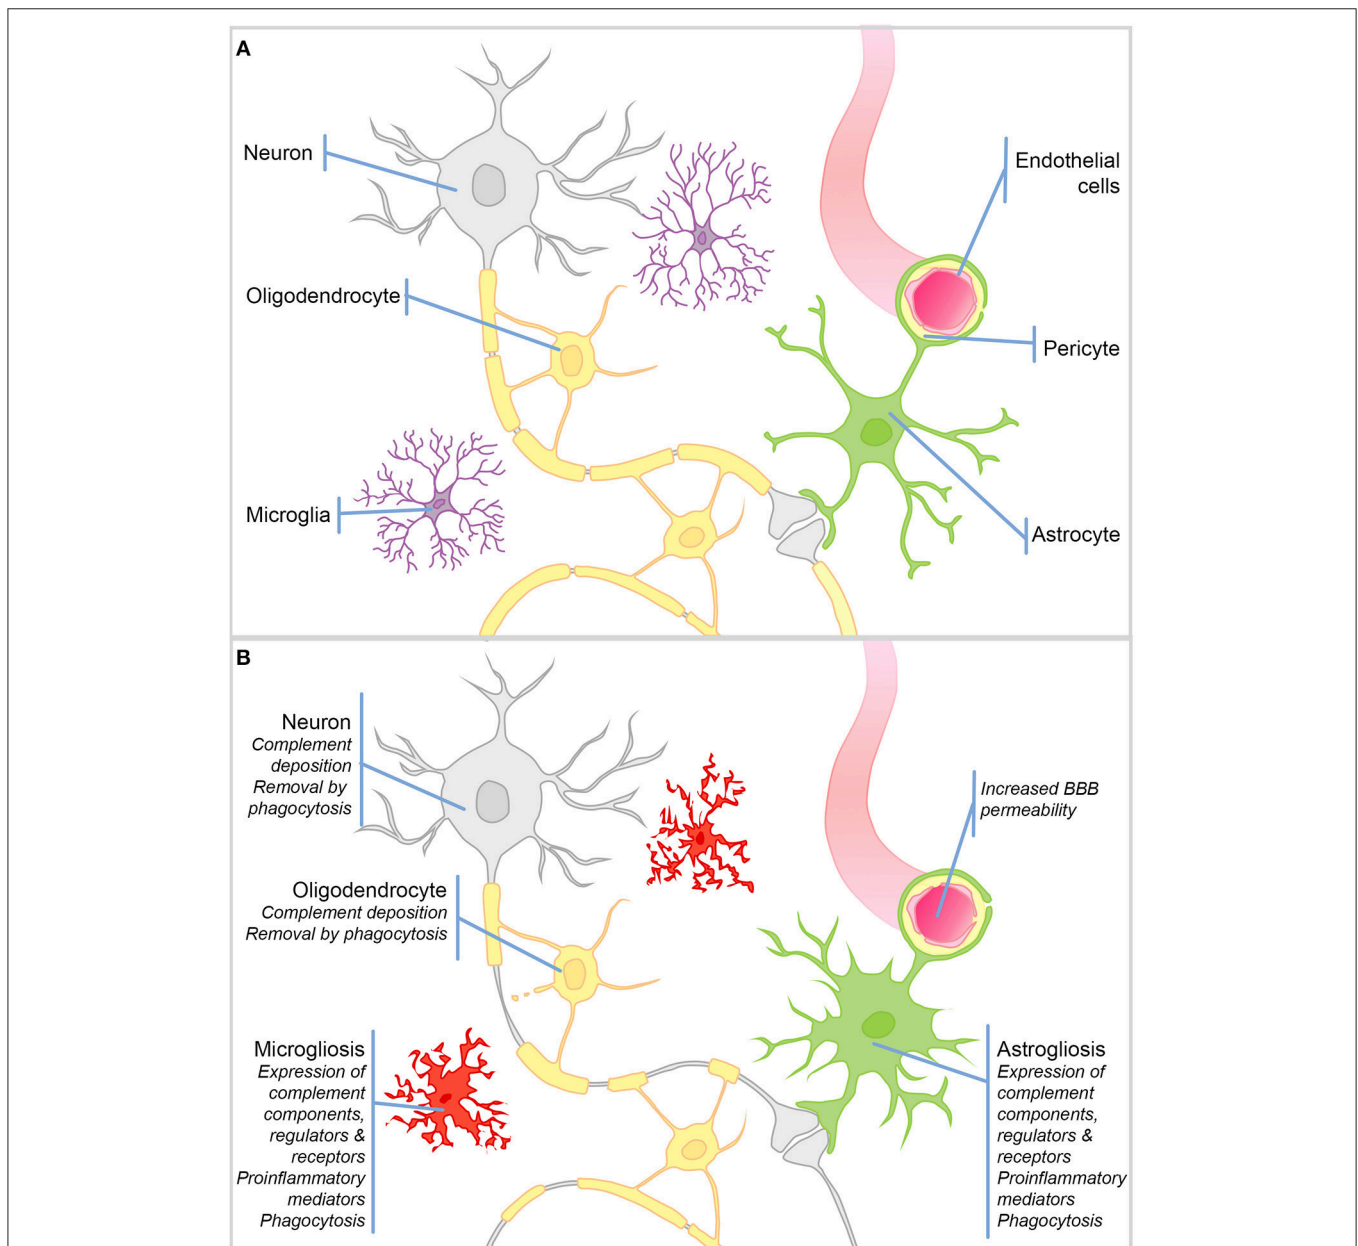 A
Neuron
Endothelial
cells
Oligodendrocyte
Pericyte
Microglia
Astrocyte
B
Neuron
Complement
deposition
Removal by
phagocytosis
Increased BBB
permeability
Oligodendrocyte
Complement deposition
Removal by phagocytosis
Microgliosis
Expression of
complement
components,
regulators &
receptors
Proinflammatory
mediators
Phagocytosis
Astrogliosis
Expression of
complement
components,
regulators &
receptors
Proinflammatory
mediators
Phagocytosis